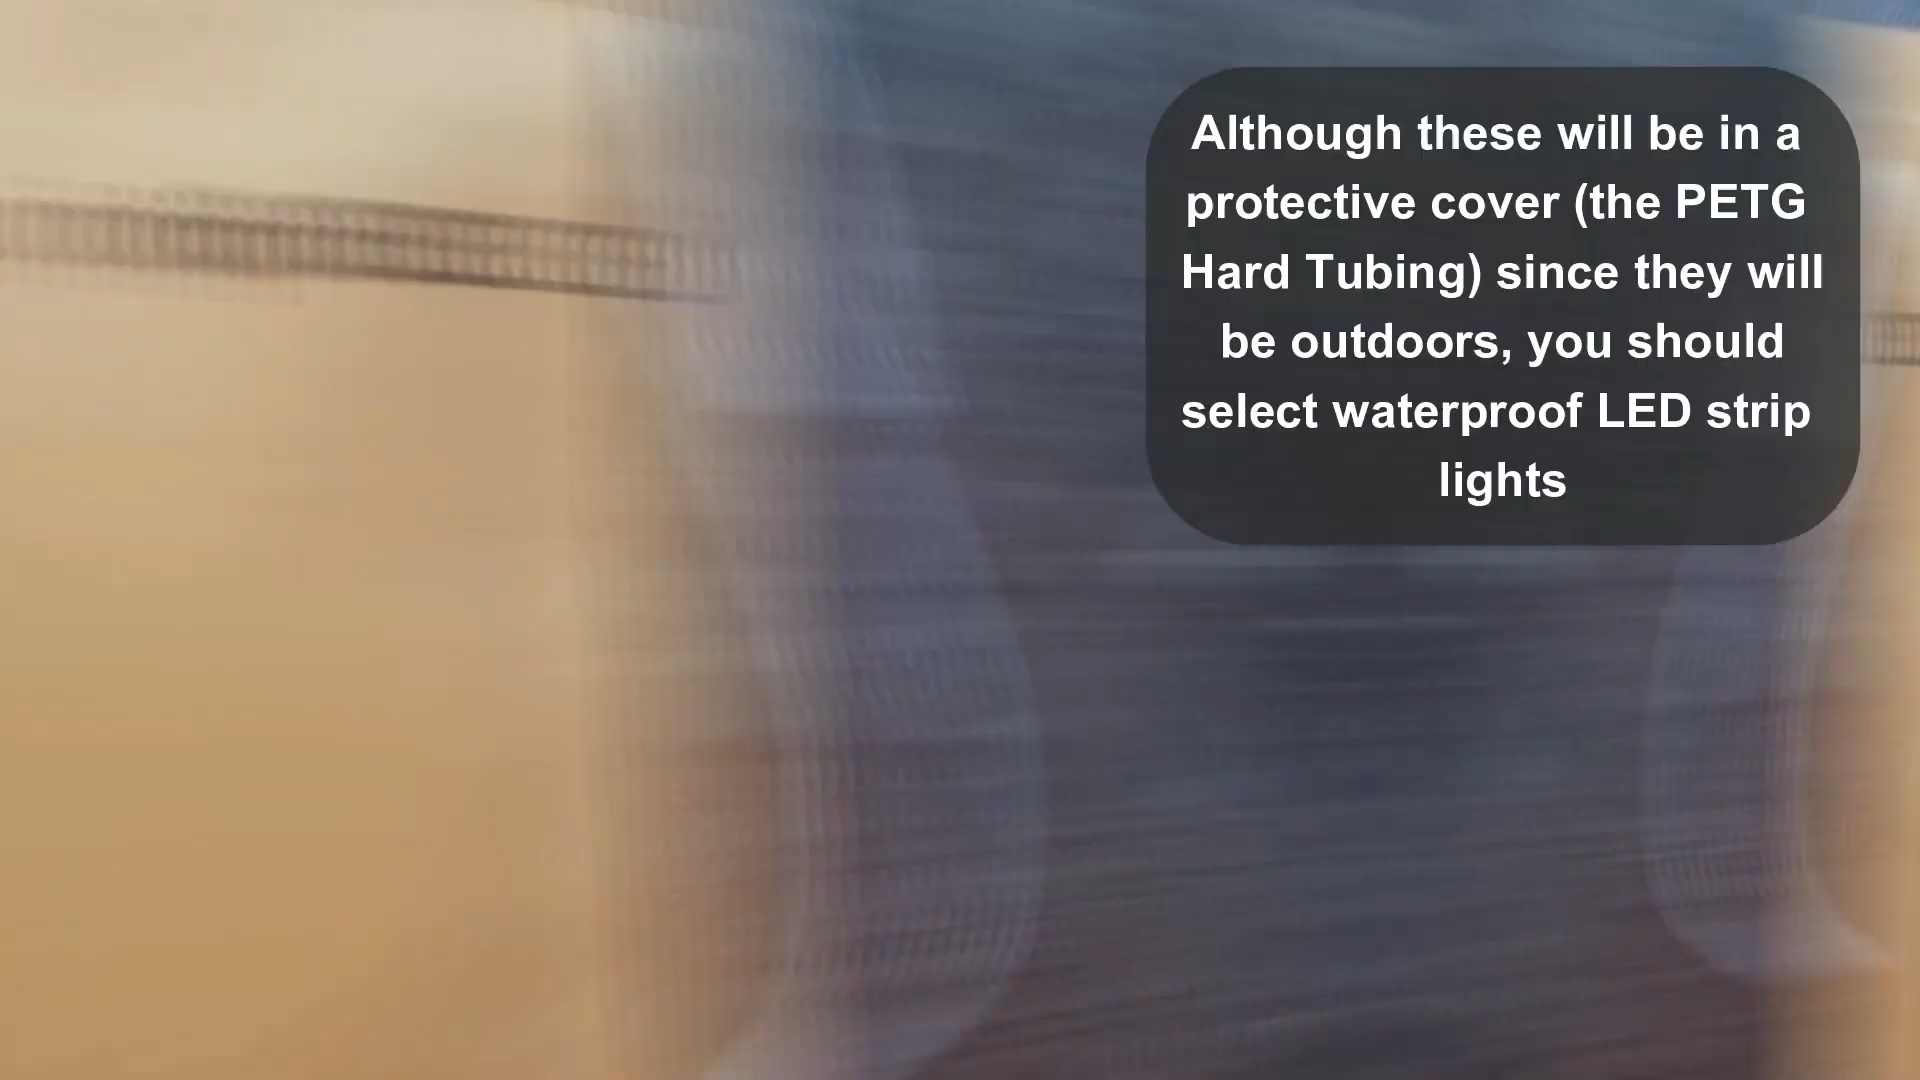 Although these will be in a
protective cover (the PETG
Hard Tubing) since they will
be outdoors, you should
select waterproof LED strip
lights